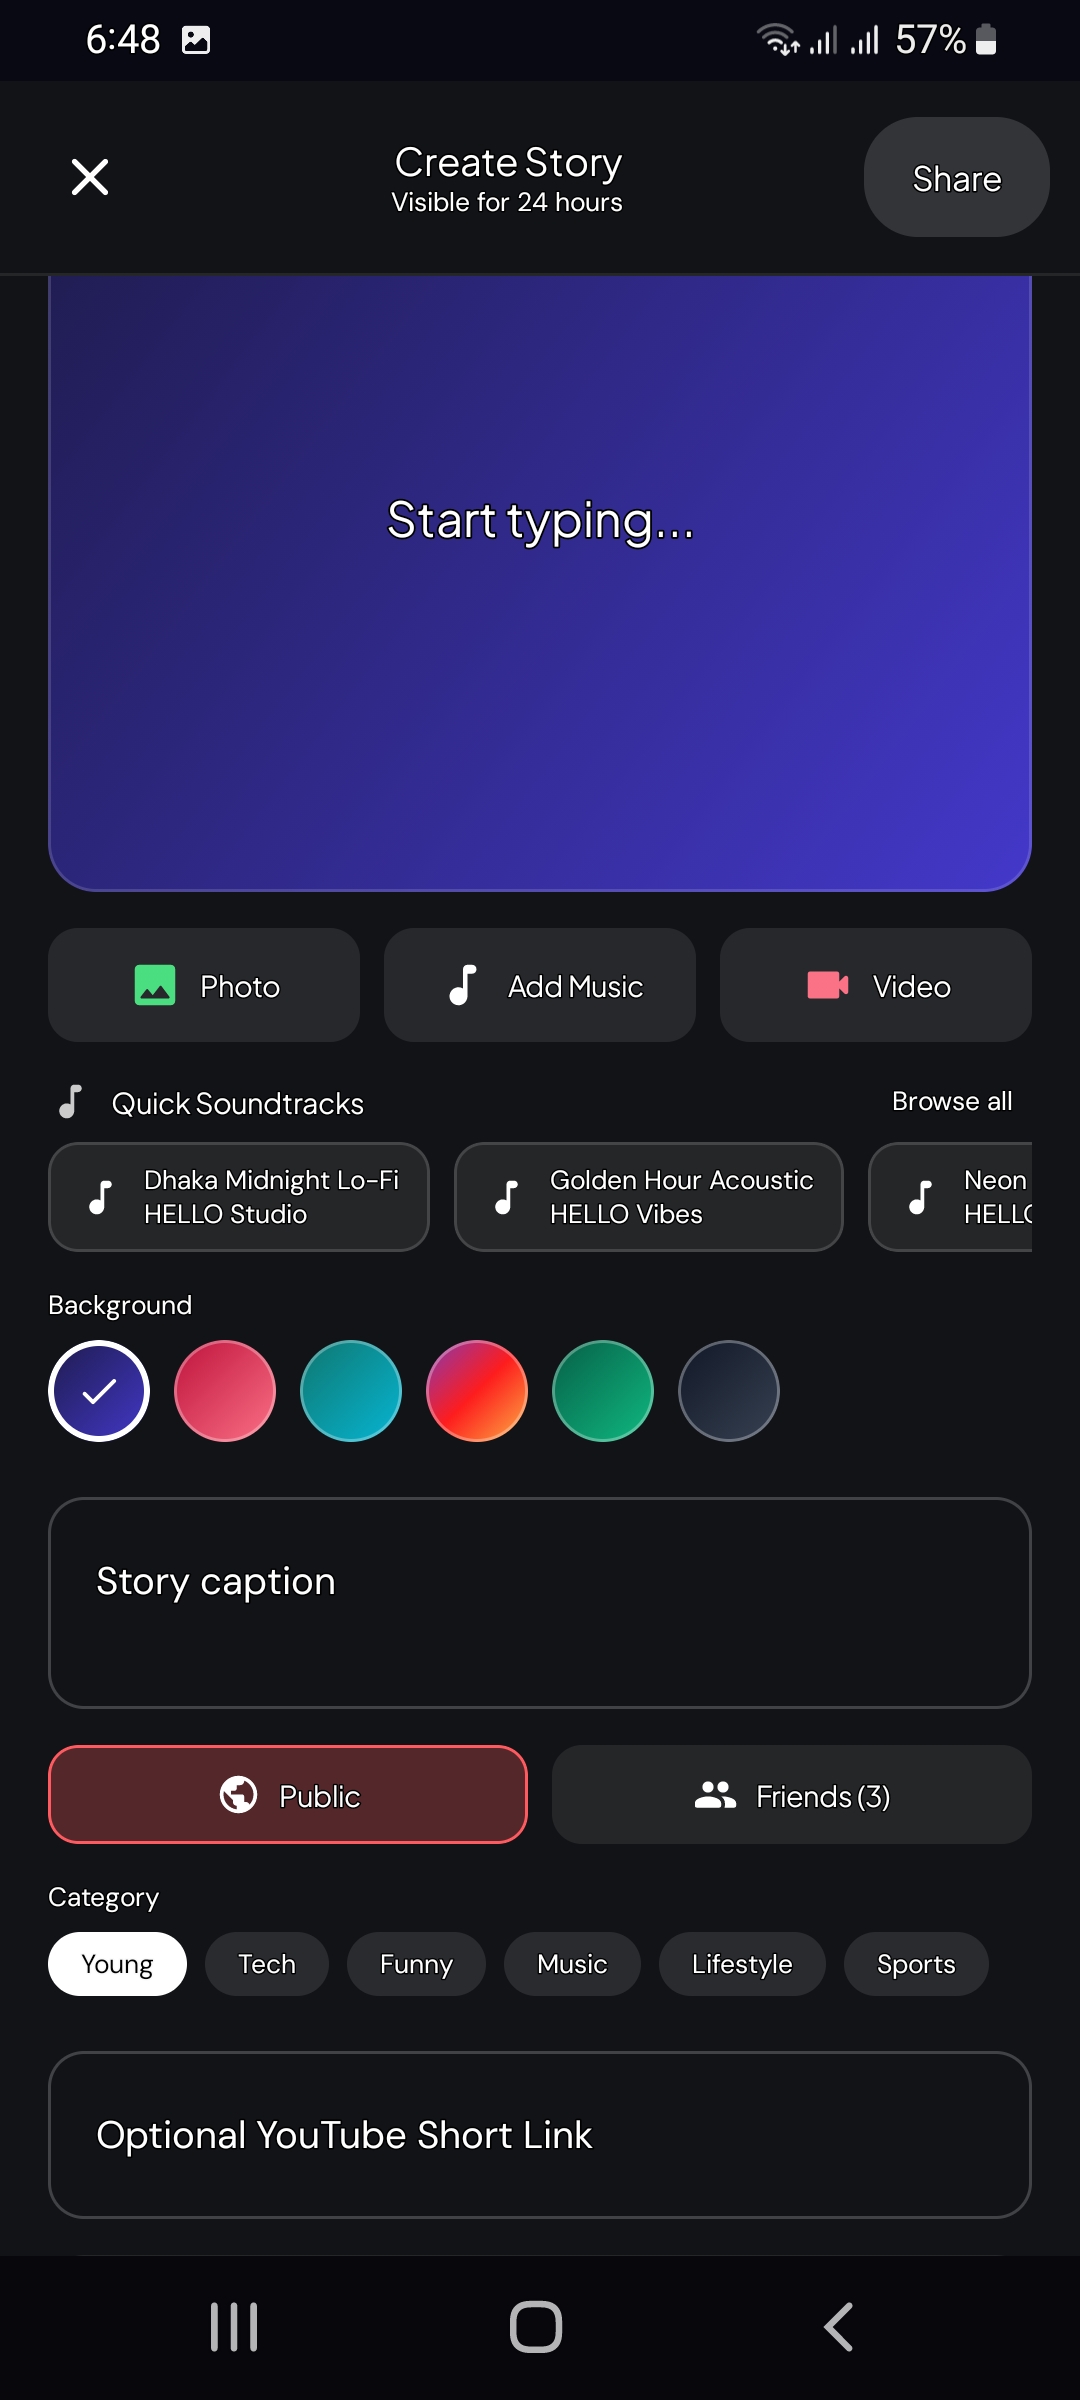 6:48
57%
Create Story
Visible for 24 hours
Share
Start typing...
Photo
Add Music
Video
Quick Soundtracks
Browse all
Dhaka Midnight Lo-Fi
HELLO Studio
Golden Hour Acoustic
HELLO Vibes
Neon
Background
Story caption
Public
Friends (3)
Category
Young
Tech
Funny
Music
Lifestyle
Sports
Optional YouTube Short Link